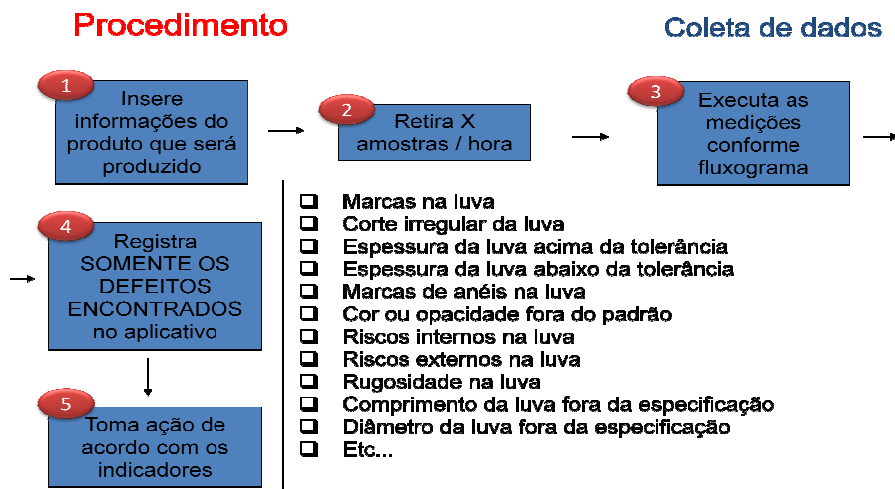 Procedimento
Coleta de dados
1
Insere
informações do
produto que será
produzido
2
Retira X
amostras / hora
3
Executa as
medições
conforme
fluxograma
4
Registra
SOMENTE OS
DEFEITOS
ENCONTRADOS
no aplicativo
5
Toma ação de
acordo com os
indicadores
Marcas na luva
Corte irregular da luva
Espessura da luva acima da tolerância
Espessura da luva abaixo da tolerância
Marcas de anéis na luva
Cor ou opacidade fora do padrão
Riscos internos na luva
Riscos externos na luva
Rugosidade na luva
Comprimento da luva fora da especificação
Diâmetro da luva fora da especificação
Etc...